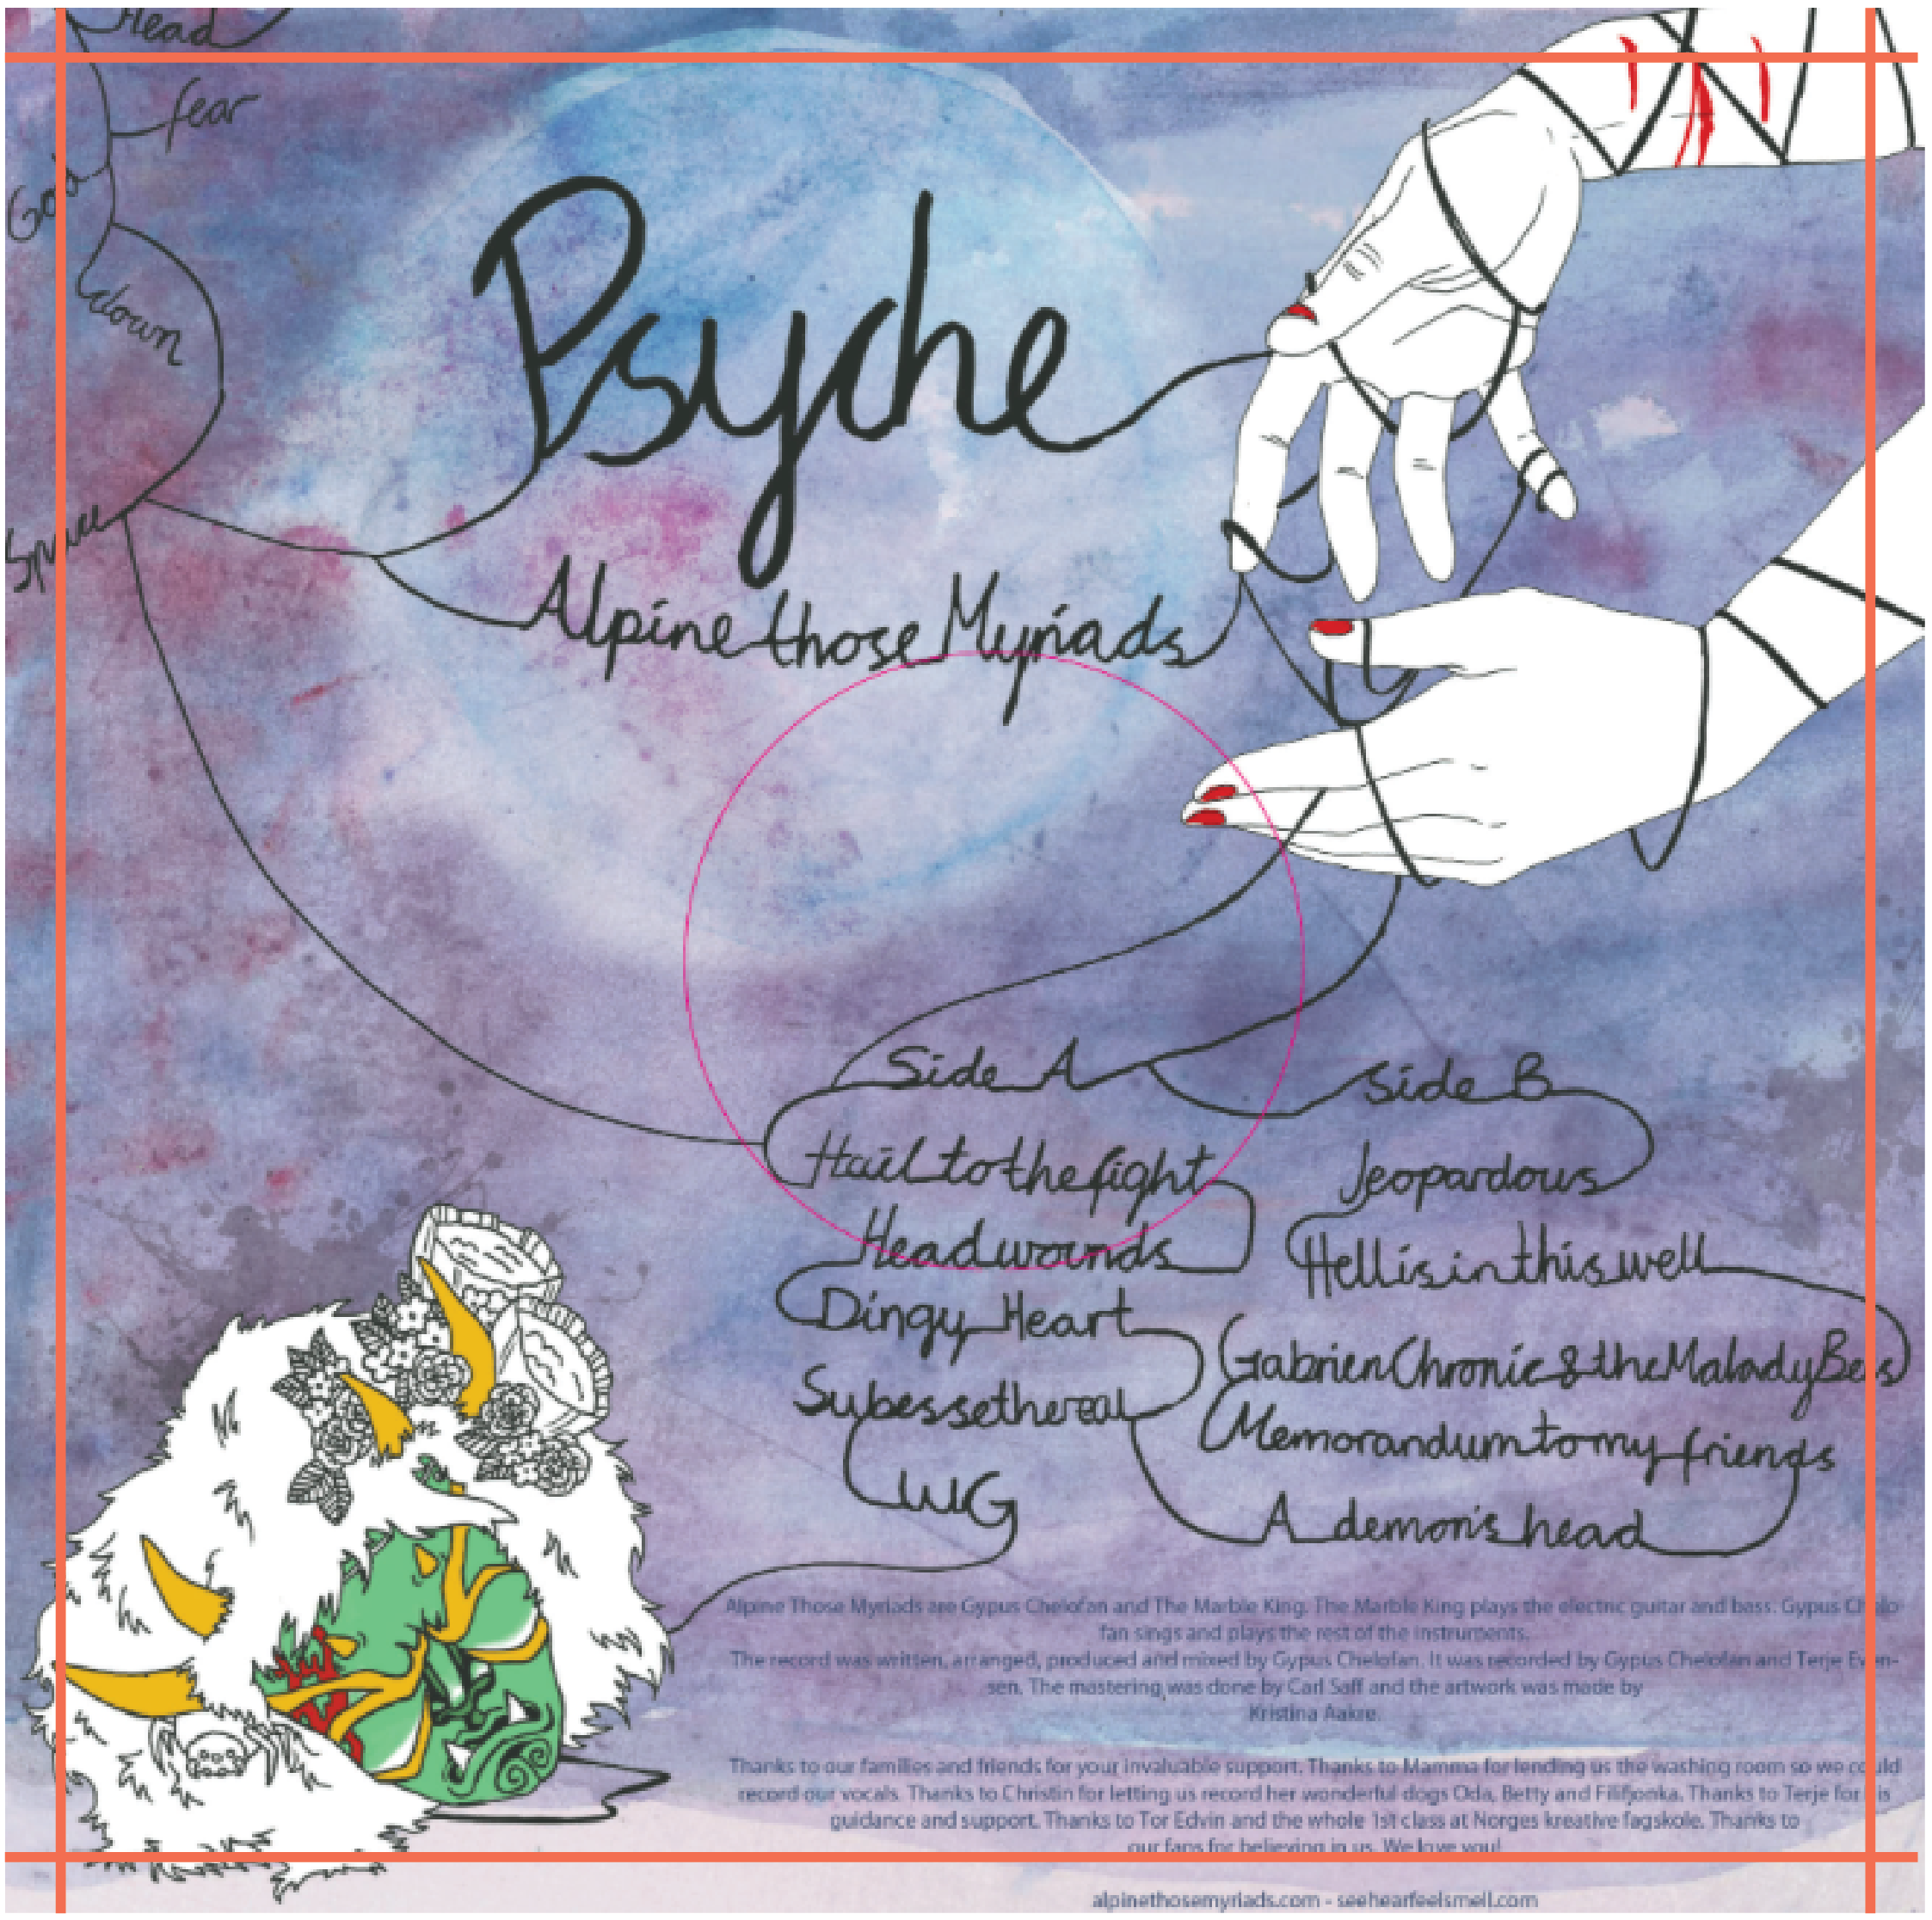 Head
fear
Gold
down
Psyche
Space
Alpine those Myriads
Side A
Hail to the fight
Head wounds
Dingy Heart
Sybessethereal
WG
Side B
Jeopardous
Hell is in this well
Gabrien Chronic & the Malady Bees
Memorandum to my friends
A demon's head
Alpine Those Myriads are Gypus Chelofan and The Marble King. The Marble King plays the electric guitar and bass. Gypus Chelo-
fan sings and plays the rest of the instruments.
The record was written, arranged, produced and mixed by Gypus Chelofan. It was recorded by Gypus Chelofan and Terje Even-
sen. The mastering was done by Carl Saff and the artwork was made by
Kristina Aakre.
Thanks to our families and friends for your invaluable support. Thanks to Mamma for lending us the washing room so we could
record our vocals. Thanks to Christin for letting us record her wonderful dogs Oda, Betty and Filifjonka. Thanks to Terje for his
guidance and support. Thanks to Tor Edvin and the whole 1st class at Norges kreative fagskole. Thanks to
our fans for believing in us. We love you!
alpinethosemyriads.com - seehearfeelsmell.com